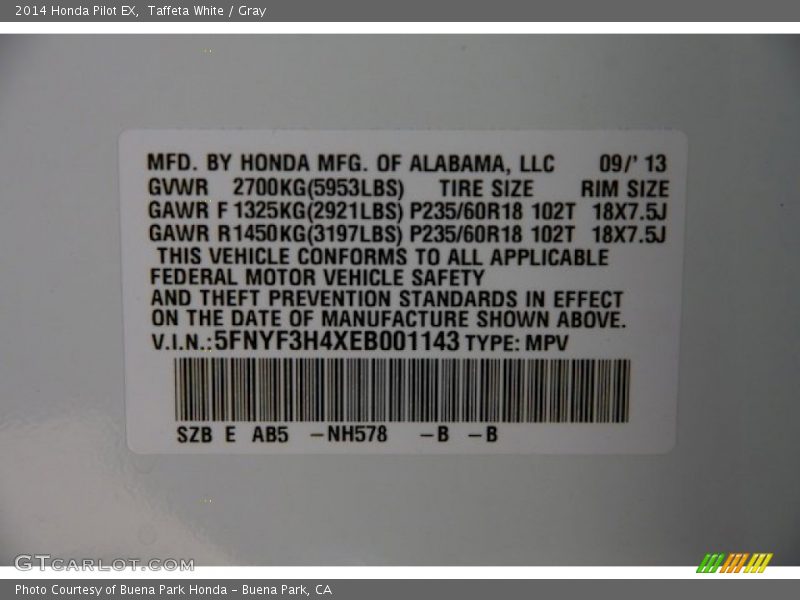 2014 Honda Pilot EX,  Taffeta White / Gray
MFD. BY HONDA MFG. OF ALABAMA, LLC 09/' 13
GVWR 2700KG(5953LBS) TIRE SIZE RIM SIZE
GAWR F 1325KG(2921LBS) P235/60R18 102T 18X7.5J
GAWR R1450KG(3197LBS) P235/60R18 102T 18X7.5J
THIS VEHICLE CONFORMS TO ALL APPLICABLE
FEDERAL MOTOR VEHICLE SAFETY
AND THEFT PREVENTION STANDARDS IN EFFECT
ON THE DATE OF MANUFACTURE SHOWN ABOVE.
V.I.N.:5FNYF3H4XEB001143 TYPE: MPV
SZB E AB5 –NH578 –B –B
GTCARLOT.COM
Photo Courtesy of Buena Park Honda – Buena Park, CA